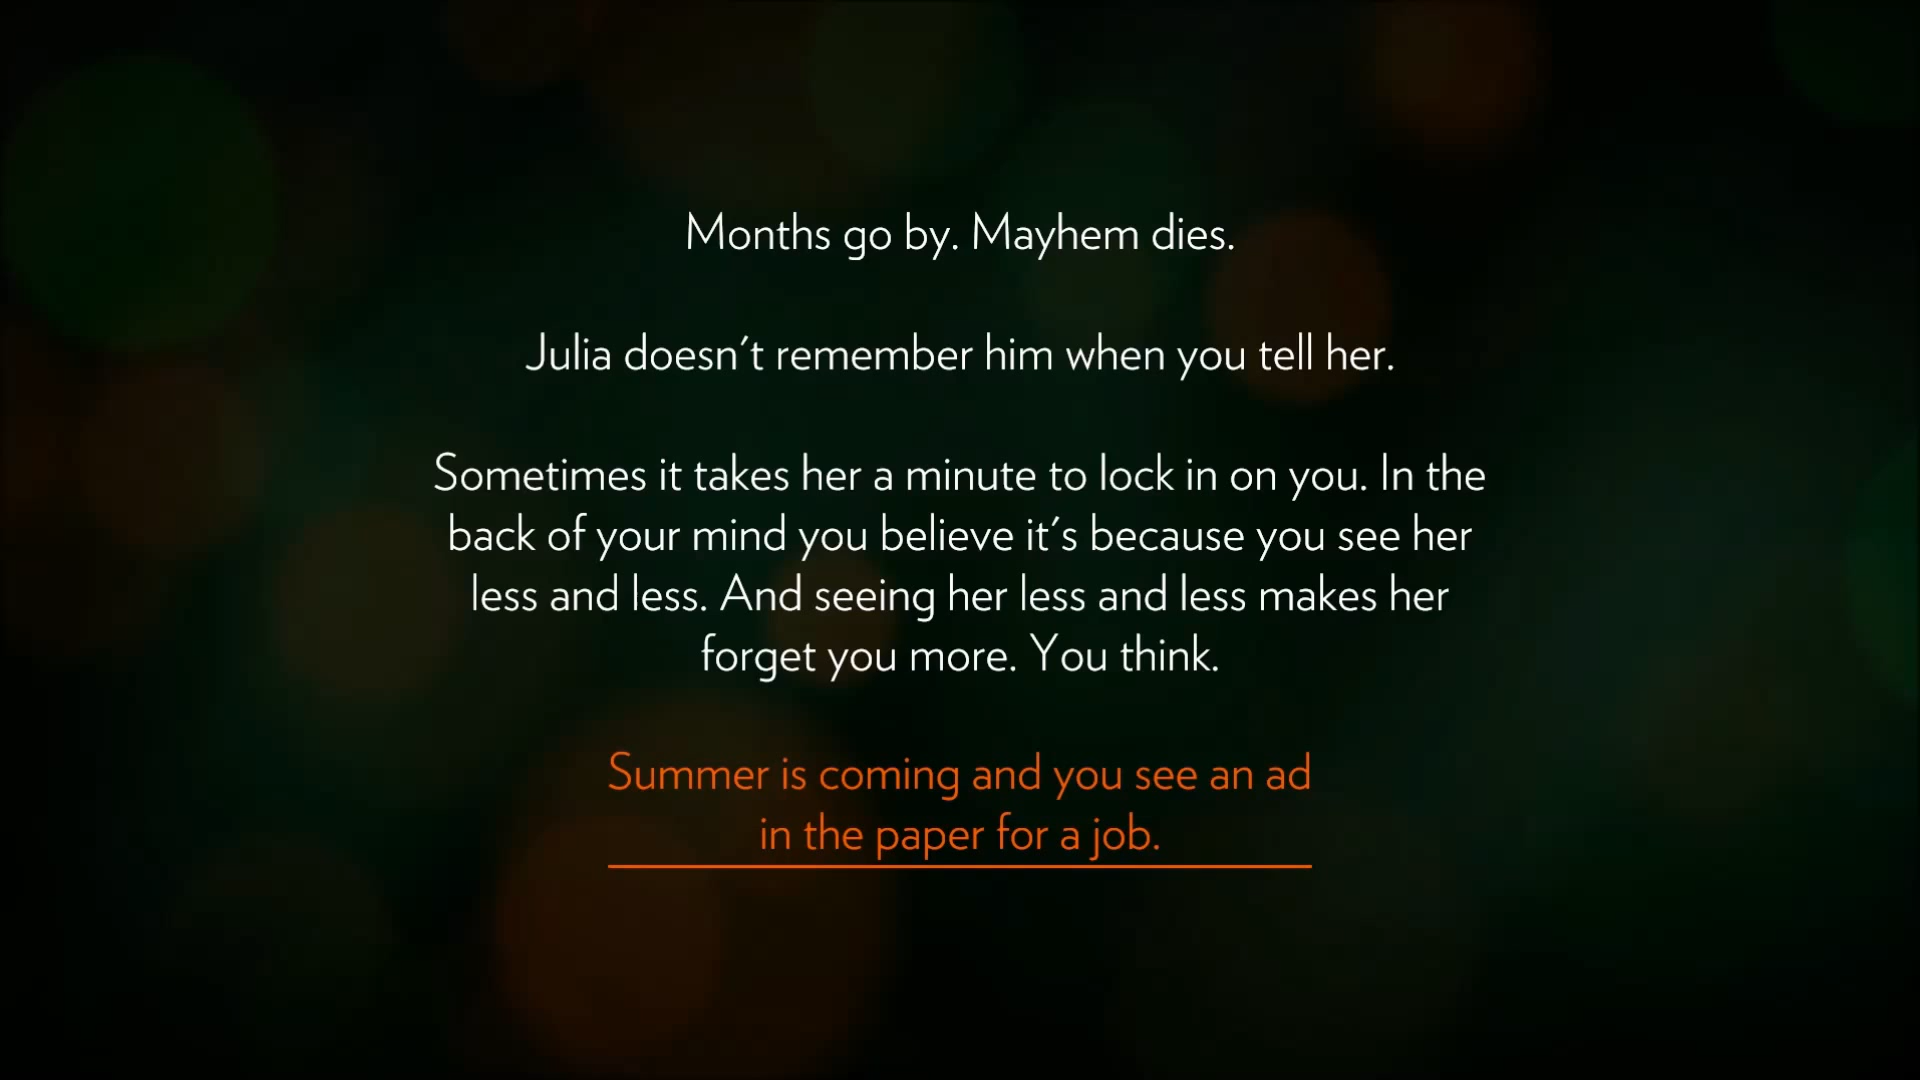 Months go by. Mayhem dies.
Julia doesn't remember him when you tell her.
Sometimes it takes her a minute to lock in on you. In the
back of your mind you believe it's because you see her
less and less. And seeing her less and less makes her
forget you more. You think.
Summer is coming and you see an ad
in the paper for a job.